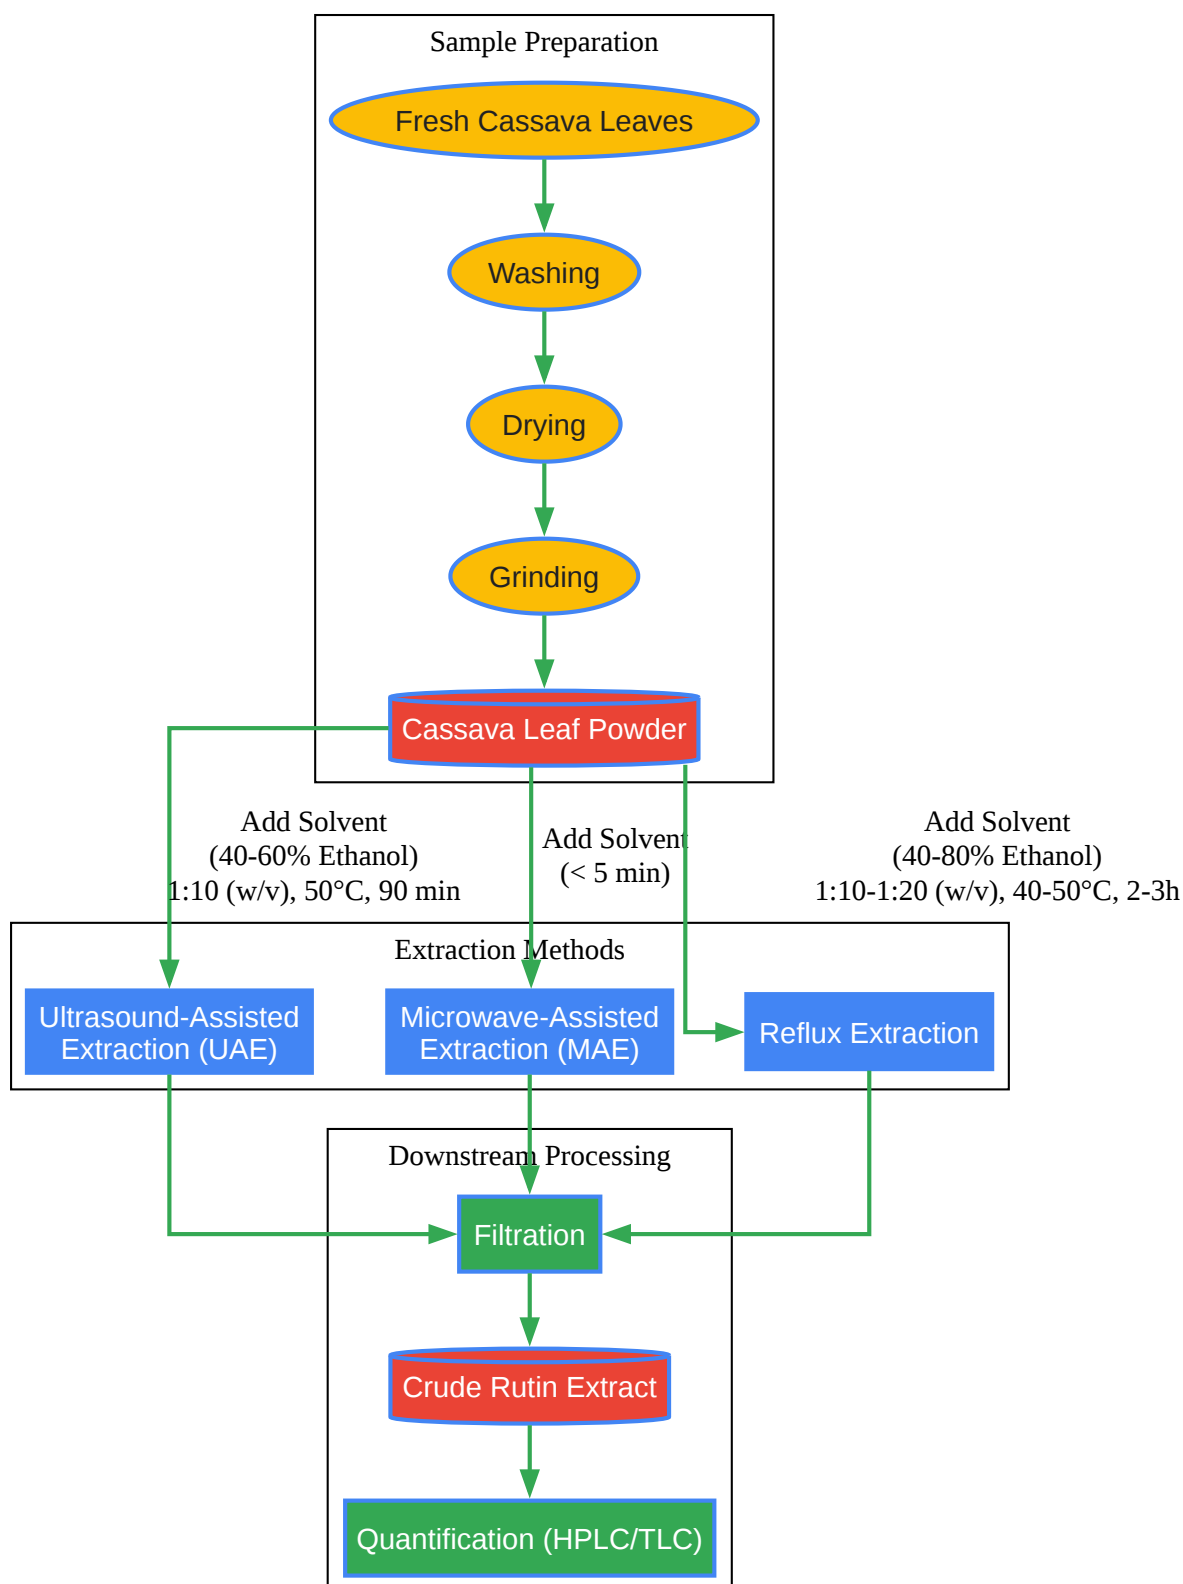 Sample Preparation
Fresh Cassava Leaves
Washing
Drying
Grinding
Cassava Leaf Powder
Add Solvent
(40-60% Ethanol)
1:10 (w/v), 50°C, 90 min
Add Solvent
(< 5 min)
Add Solvent
(40-80% Ethanol)
1:10-1:20 (w/v), 40-50°C, 2-3h
Extraction Methods
Ultrasound-Assisted
Extraction (UAE)
Microwave-Assisted
Extraction (MAE)
Reflux Extraction
Downstream Processing
Filtration
Crude Rutin Extract
Quantification (HPLC/TLC)